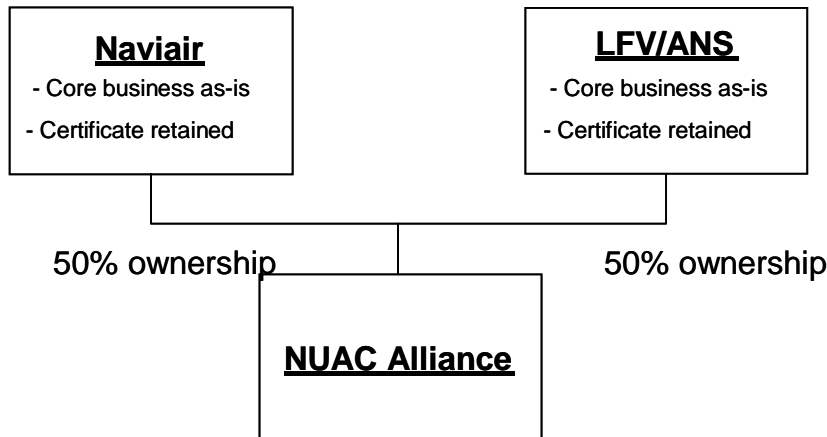 Naviair
- Core business as-is
- Certificate retained
LFV/ANS
- Core business as-is
- Certificate retained
50% ownership
50% ownership
NUAC Alliance